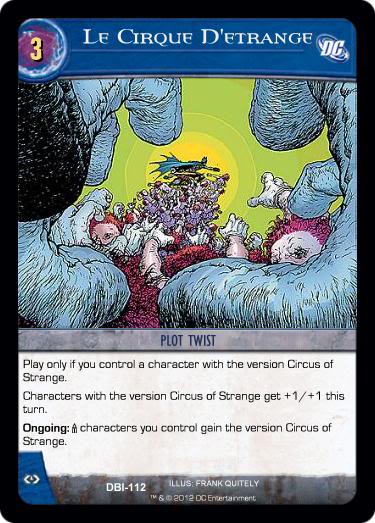 3
LE CIRQUE D'ETRANGE
DC
PLOT TWIST
Play only if you control a character with the version Circus of
Strange.
Characters with the version Circus of Strange get +1/+1 this
turn.
Ongoing: characters you control gain the version Circus of
Strange.
DBI-112
ILLUS: FRANK QUITELY
™ & © 2012 DC Entertainment